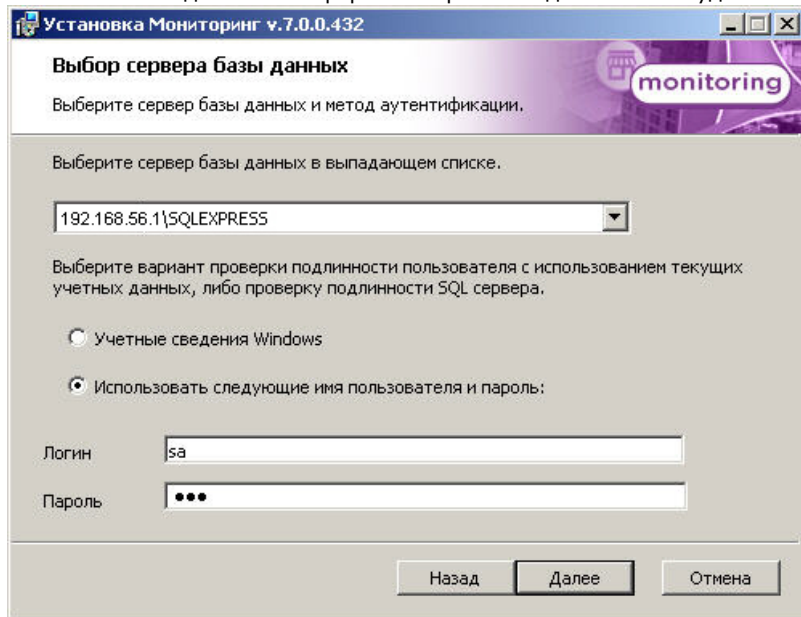 Установка Мониторинг v.7.0.0.432
Выбор сервера базы данных
monitoring
Выберите сервер базы данных и метод аутентификации.
Выберите сервер базы данных в выпадающем списке.
192.168.56.1\SQLEXPRESS
Выберите вариант проверки подлинности пользователя с использованием текущих
учетных данных, либо проверку подлинности SQL сервера.
Учетные сведения Windows
Использовать следующие имя пользователя и пароль:
Логин
sa
Пароль
●●●
Назад
Далее
Отмена